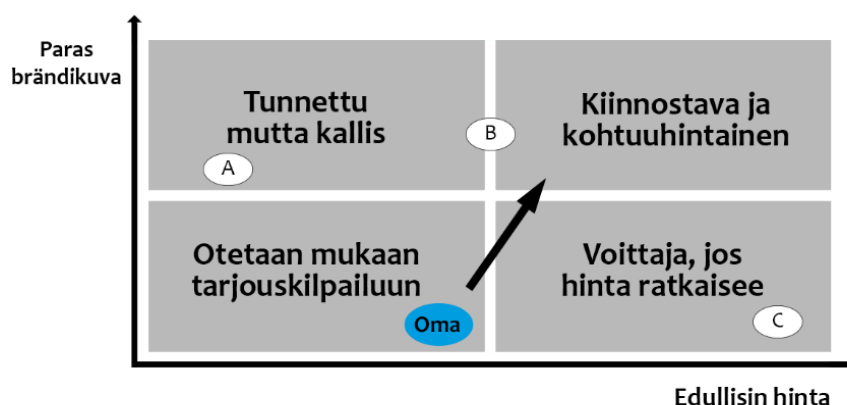 Paras
brändikuva
Tunnettu
mutta kallis
A
B
Kiinnostava ja
kohtuuhintainen
Otetaan mukaan
tarjouskilpailuun
Oma
Voittaja, jos
hinta ratkaisee
C
Edullisin hinta